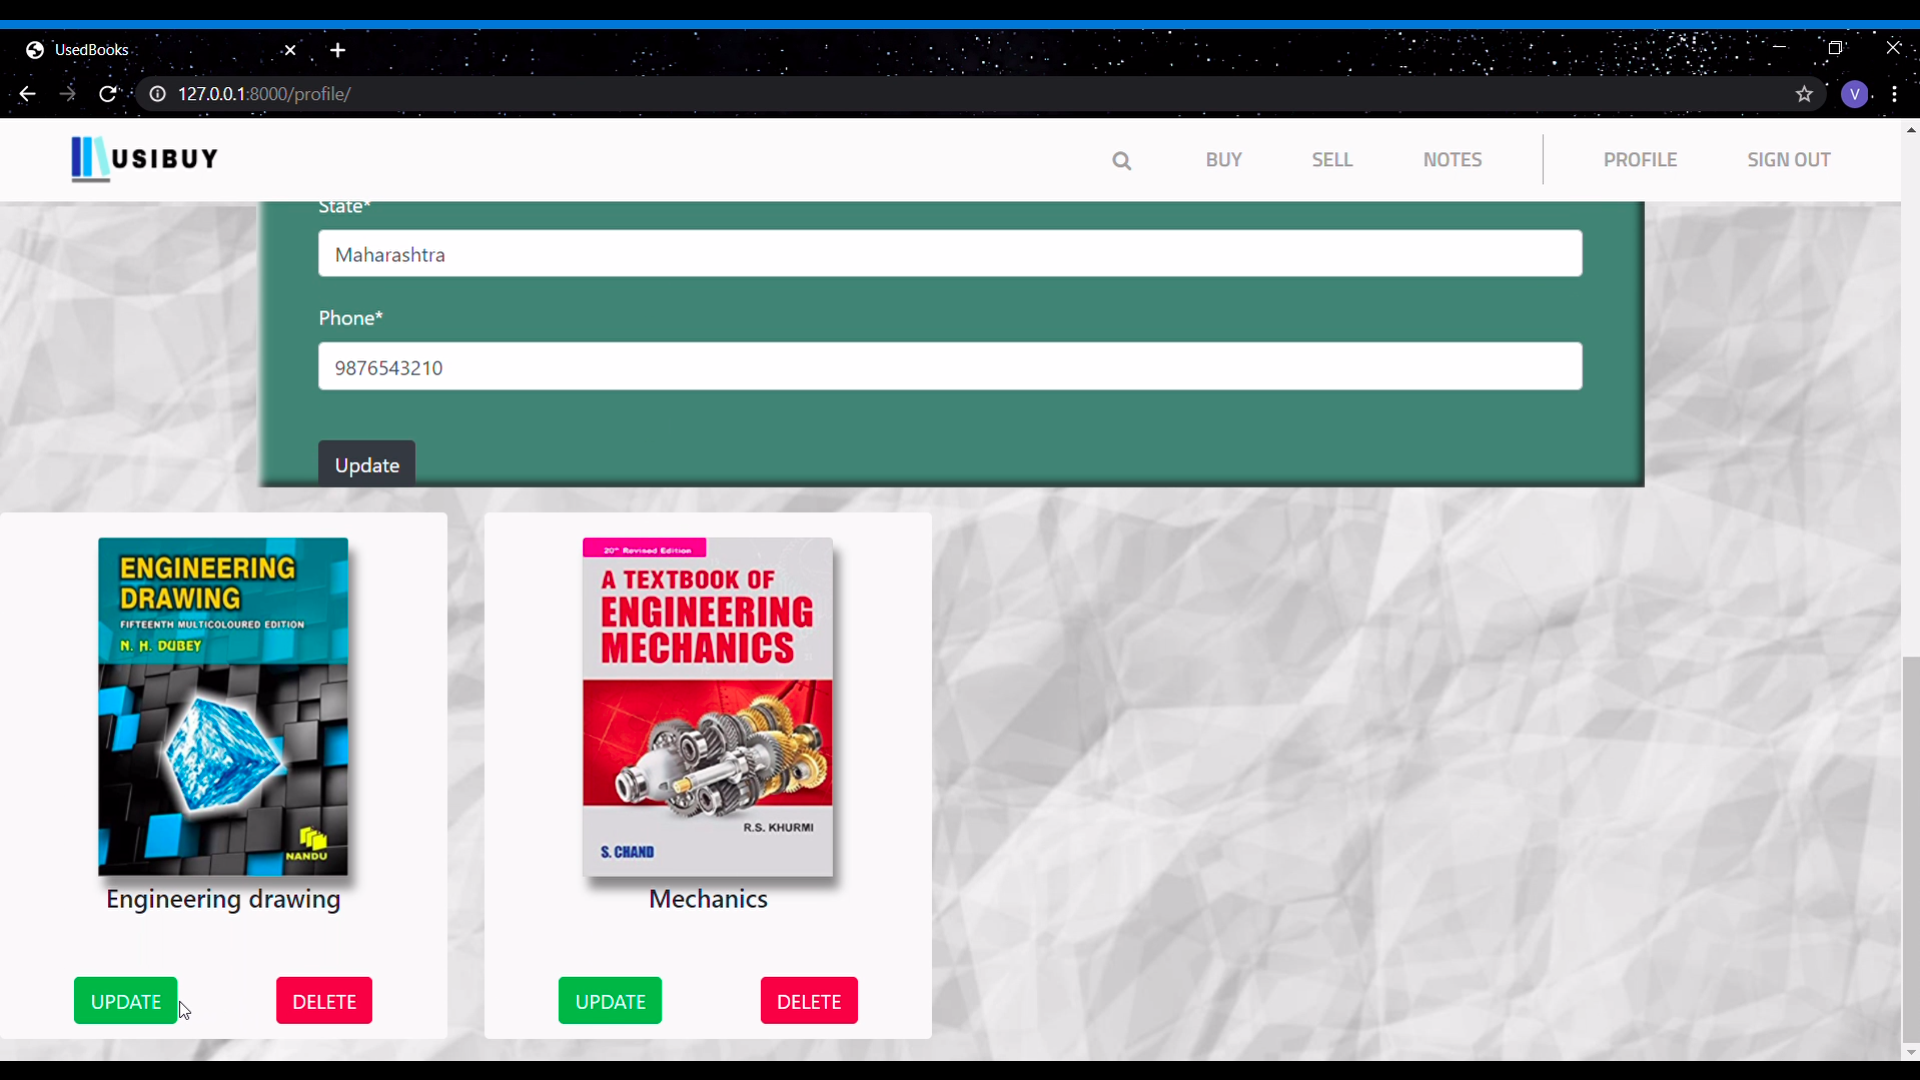 UsedBooks
127.0.0.1:8000/profile/
V
USIBUY
BUY SELL NOTES PROFILE SIGN OUT
State*
Maharashtra
Phone*
9876543210
Update
ENGINEERING
DRAWING
FIFTEENTH MULTICOLOURED EDITION
N. H. DUBEY
NANDU
Engineering drawing
UPDATE DELETE
20th Revised Edition
A TEXTBOOK OF
ENGINEERING
MECHANICS
R.S. KHURMI
S. CHAND
Mechanics
UPDATE DELETE